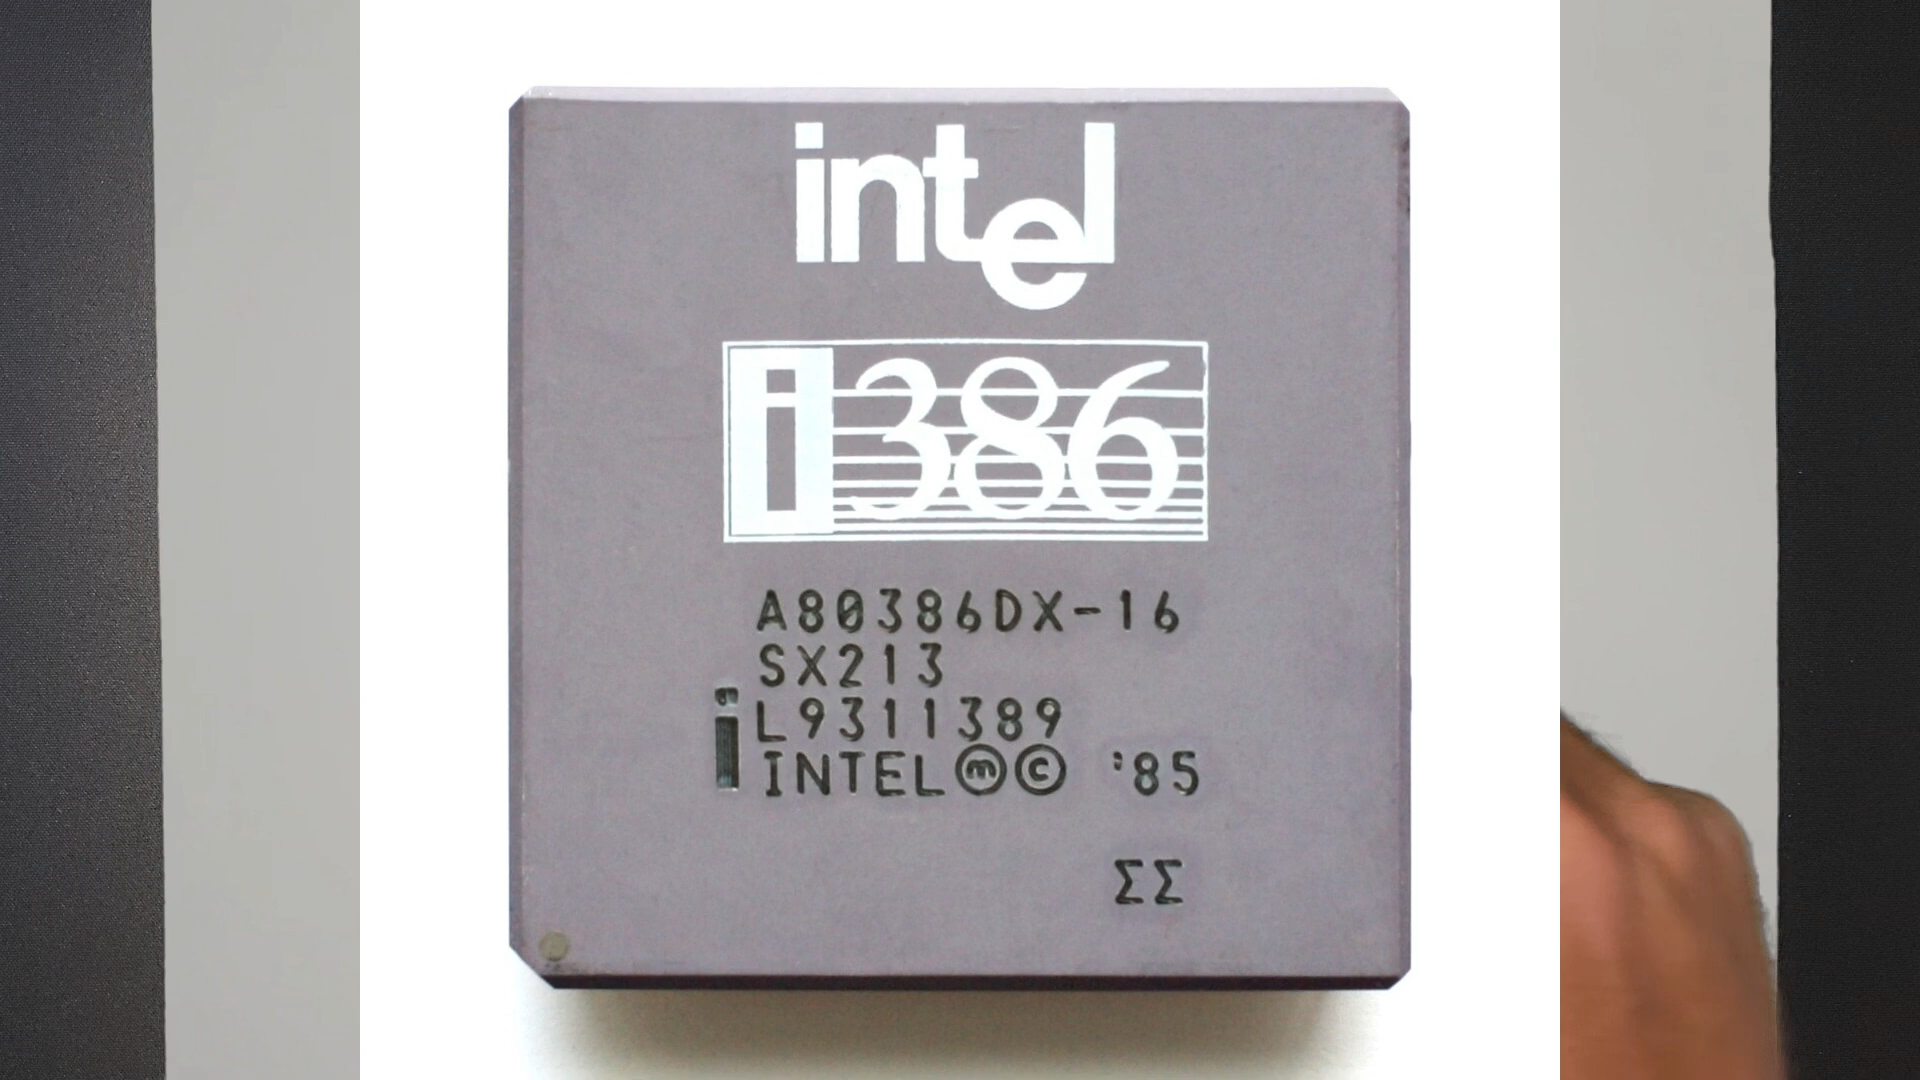 intel
i386
A80386DX-16
SX213
L9311389
INTEL ⓜ © '85
ΣΣ